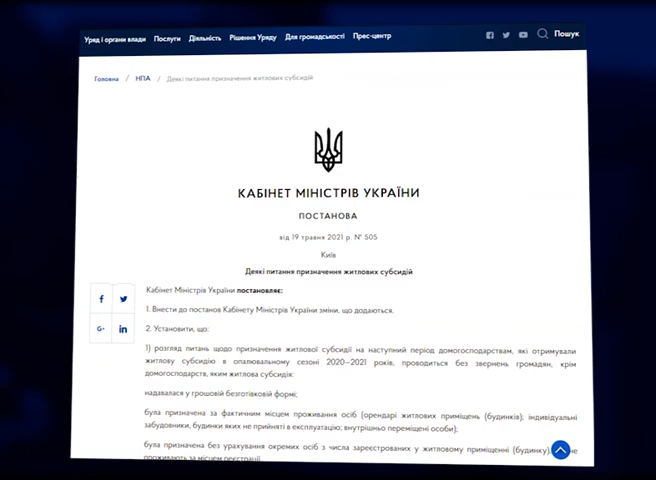 Уряд і органи влади Послуги Діяльність Рішення Уряду Для громадськості Прес-центр Пошук
Головна / НПА / Деякі питання призначення житлових субсидій
КАБІНЕТ МІНІСТРІВ УКРАЇНИ
ПОСТАНОВА
від 19 травня 2021 р. № 505
Київ
Деякі питання призначення житлових субсидій
Кабінет Міністрів України постановляє:
1. Внести до постанов Кабінету Міністрів України зміни, що додаються.
2. Установити, що:
1) розгляд питань щодо призначення житлової субсидії на наступний період домогосподарствам, які отримували
житлову субсидію в опалювальному сезоні 2020—2021 років, проводиться без звернень громадян, крім
домогосподарств, яким житлова субсидія:
надавалася у грошовій безготівковій формі;
була призначена за фактичним місцем проживання осіб (орендарі житлових приміщень (будинків); індивідуальні
забудовники, будинки яких не прийняті в експлуатацію; внутрішньо переміщені особи);
була призначена без урахування окремих осіб з числа зареєстрованих у житловому приміщенні (будинку), не
проживають за місцем реєстрації